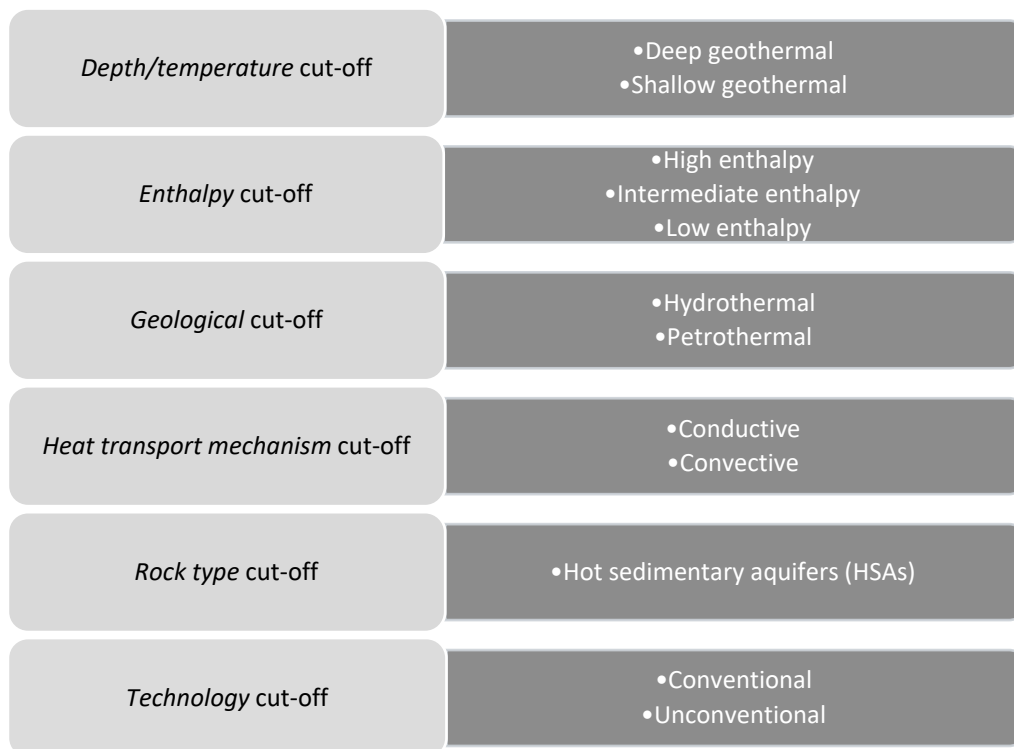 Depth/temperature cut-off
•Deep geothermal
•Shallow geothermal
Enthalpy cut-off
•High enthalpy
•Intermediate enthalpy
•Low enthalpy
Geological cut-off
•Hydrothermal
•Petrothermal
Heat transport mechanism cut-off
•Conductive
•Convective
Rock type cut-off
•Hot sedimentary aquifers (HSAs)
Technology cut-off
•Conventional
•Unconventional